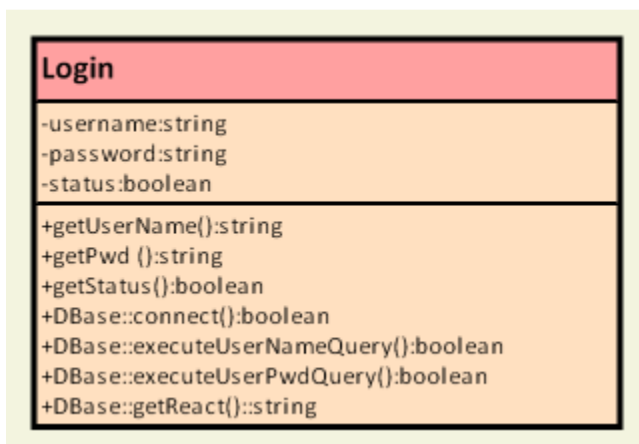 Login
-username:string
-password:string
-status:boolean
+getUserName():string
+getPwd ():string
+getStatus():boolean
+DBase::connect():boolean
+DBase::executeUserNameQuery():boolean
+DBase::executeUserPwdQuery():boolean
+DBase::getReact()::string